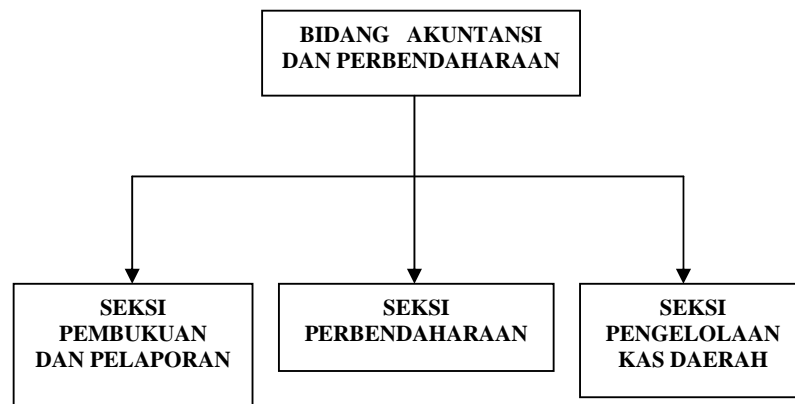 BIDANG AKUNTANSI
DAN PERBENDAHARAAN
SEKSI
PEMBUKUAN
DAN PELAPORAN
SEKSI
PERBENDAHARAAN
SEKSI
PENGELOLAAN
KAS DAERAH